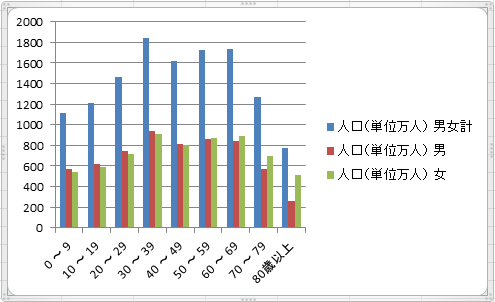 2000
1800
1600
1400
1200
1000
800
600
400
200
0
0 ～ 9
10 ～ 19
20 ～ 29
30 ～ 39
40 ～ 49
50 ～ 59
60 ～ 69
70 ～ 79
80歳以上
人口(単位万人) 男女計
人口(単位万人) 男
人口(単位万人) 女